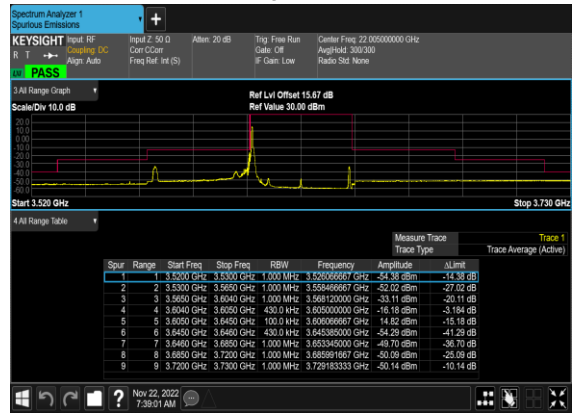 Spectrum Analyzer 1
Spurious Emissions
KEYSIGHT Input: RF Input Z: 50 Ω Atten: 20 dB Trig: Free Run Center Freq: 22.005000000 GHz
R T Coupling: DC Corr CCorr Gate: Off Avg|Hold: 300/300
Align: Auto Freq Ref: Int (S) IF Gain: Low Radio Std: None
PASS
3 All Range Graph
Ref Lvl Offset 15.67 dB
Scale/Div 10.0 dB Ref Value 30.00 dBm
20.0
10.0
0.00
-10.0
-20.0
-30.0
-40.0
-50.0
-60.0
Start 3.520 GHz Stop 3.730 GHz
4 All Range Table
Measure Trace Trace 1
Trace Type Trace Average (Active)
Spur Range Start Freq Stop Freq RBW Frequency Amplitude ΔLimit
1 1 3.5200 GHz 3.5300 GHz 1.000 MHz 3.526066667 GHz -54.38 dBm -14.38 dB
2 2 3.5300 GHz 3.5650 GHz 1.000 MHz 3.558466667 GHz -52.02 dBm -27.02 dB
3 3 3.5650 GHz 3.6040 GHz 1.000 MHz 3.568120000 GHz -33.11 dBm -20.11 dB
4 4 3.6040 GHz 3.6050 GHz 430.0 kHz 3.605000000 GHz -16.18 dBm -3.184 dB
5 5 3.6050 GHz 3.6450 GHz 100.0 kHz 3.606066667 GHz 14.82 dBm -15.18 dB
6 6 3.6450 GHz 3.6460 GHz 430.0 kHz 3.645385000 GHz -54.29 dBm -41.29 dB
7 7 3.6460 GHz 3.6850 GHz 1.000 MHz 3.653345000 GHz -49.70 dBm -36.70 dB
8 8 3.6850 GHz 3.7200 GHz 1.000 MHz 3.685991667 GHz -50.09 dBm -25.09 dB
9 9 3.7200 GHz 3.7300 GHz 1.000 MHz 3.729183333 GHz -50.14 dBm -10.14 dB
Nov 22, 2022
7:39:01 AM